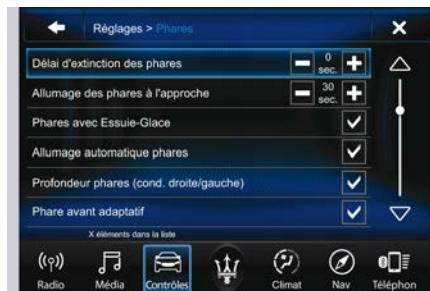 Réglages > Phares
Délai d'extinction des phares
0
sec.
Allumage des phares à l'approche
30
sec.
Phares avec Essuie-Glace
Allumage automatique phares
Profondeur phares (cond. droite/gauche)
Phare avant adaptatif
X éléments dans la liste
Radio Média Contrôles Climat Nav Téléphon